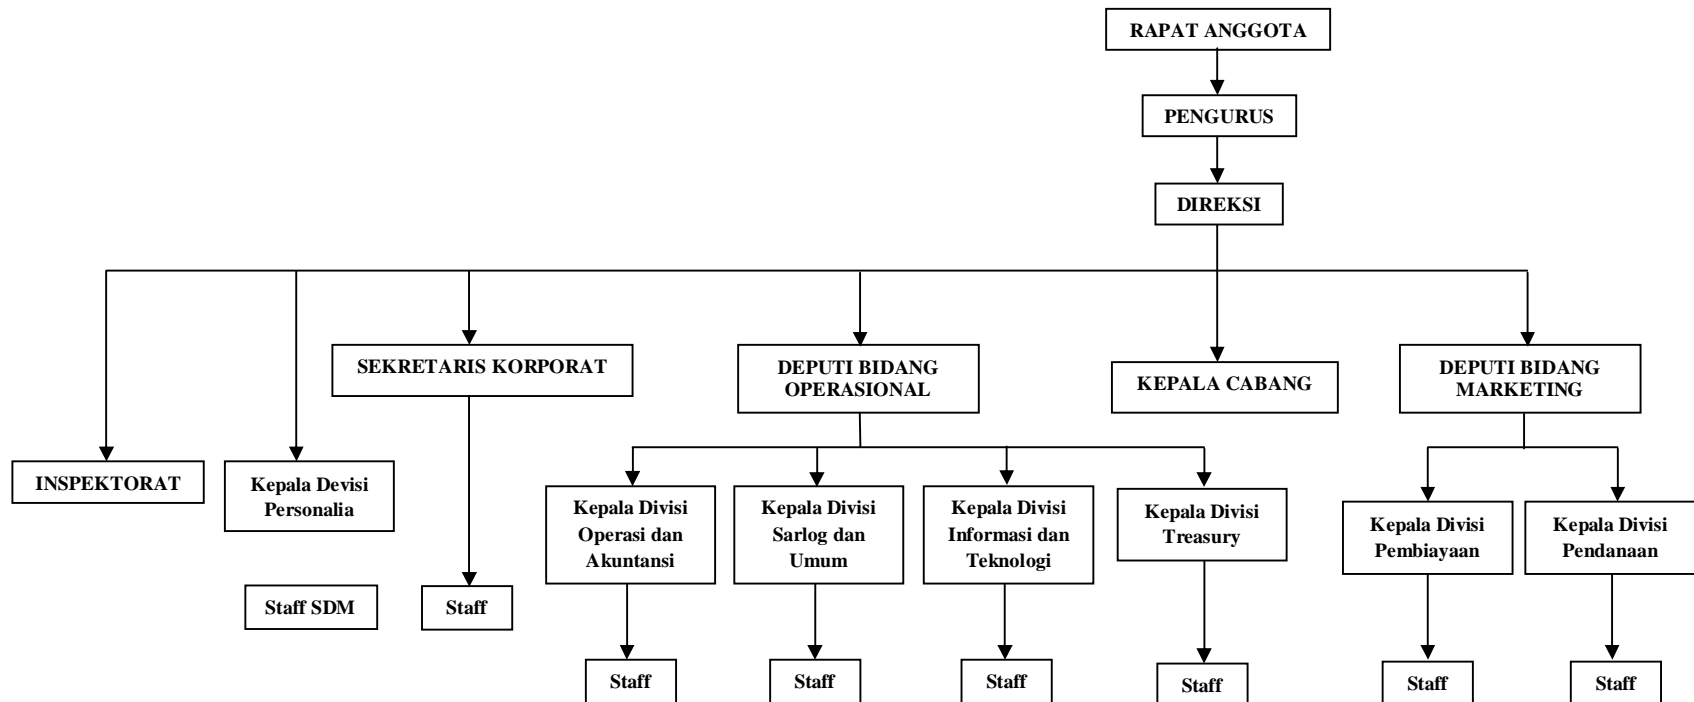 RAPAT ANGGOTA
PENGURUS
DIREKSI
SEKRETARIS KORPORAT
DEPUTI BIDANG
OPERASIONAL
KEPALA CABANG
DEPUTI BIDANG
MARKETING
INSPEKTORAT
Kepala Devisi
Personalia
Kepala Divisi
Operasi dan
Akuntansi
Kepala Divisi
Sarlog dan
Umum
Kepala Divisi
Informasi dan
Teknologi
Kepala Divisi
Treasury
Kepala Divisi
Pembiayaan
Kepala Divisi
Pendanaan
Staff SDM
Staff
Staff
Staff
Staff
Staff
Staff
Staff